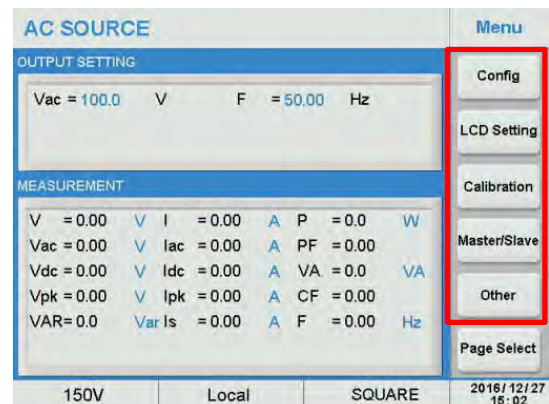 AC SOURCE
Menu
OUTPUT SETTING
Vac = 100.0 V F = 50.00 Hz
Config
LCD Setting
Calibration
Master/Slave
Other
Page Select
MEASUREMENT
V = 0.00 V I = 0.00 A P = 0.0 W
Vac = 0.00 V Iac = 0.00 A PF = 0.00
Vdc = 0.00 V Idc = 0.00 A VA = 0.0 VA
Vpk = 0.00 V Ipk = 0.00 A CF = 0.00
VAR= 0.0 Var Is = 0.00 A F = 0.00 Hz
150V Local SQUARE
2016/12/27
15:02